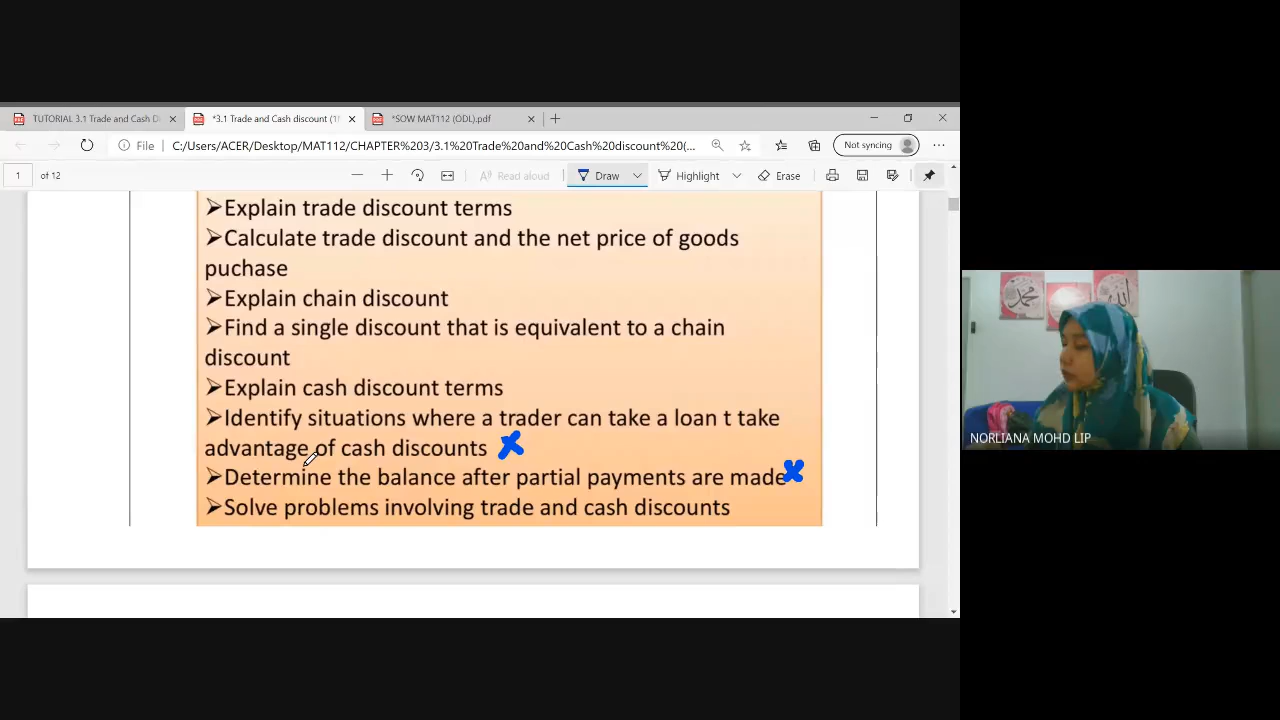 TUTORIAL 3.1 Trade and Cash Di
*3.1 Trade and Cash discount (1!
*SOW MAT112 (ODL).pdf
File
C:/Users/ACER/Desktop/MAT112/CHAPTER%203/3.1%20Trade%20and%20Cash%20discount%20(...
Not syncing
1 of 12
Read aloud
Draw
Highlight
Erase
➢Explain trade discount terms
➢Calculate trade discount and the net price of goods
puchase
➢Explain chain discount
➢Find a single discount that is equivalent to a chain
discount
➢Explain cash discount terms
➢Identify situations where a trader can take a loan t take
advantage of cash discounts
➢Determine the balance after partial payments are made
➢Solve problems involving trade and cash discounts
NORLIANA MOHD LIP